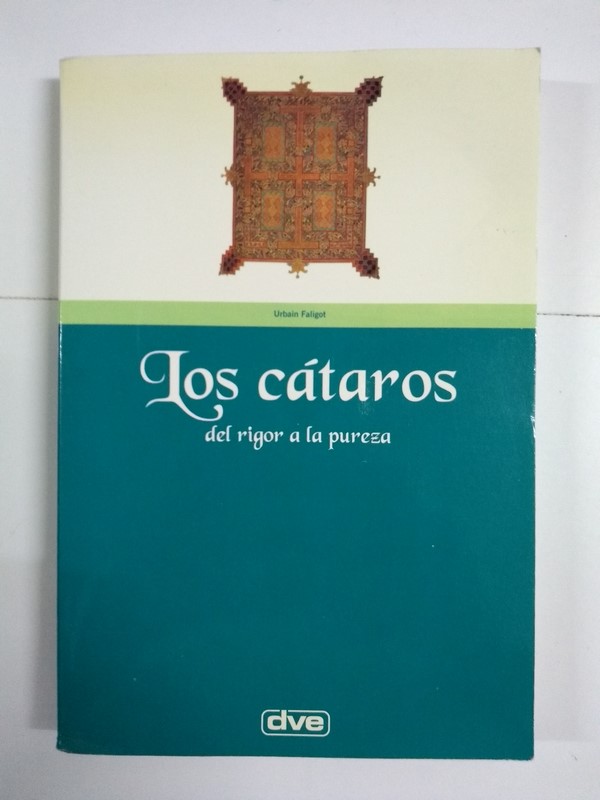 Urbain Faligot
Los cátaros
del rigor a la pureza
dve